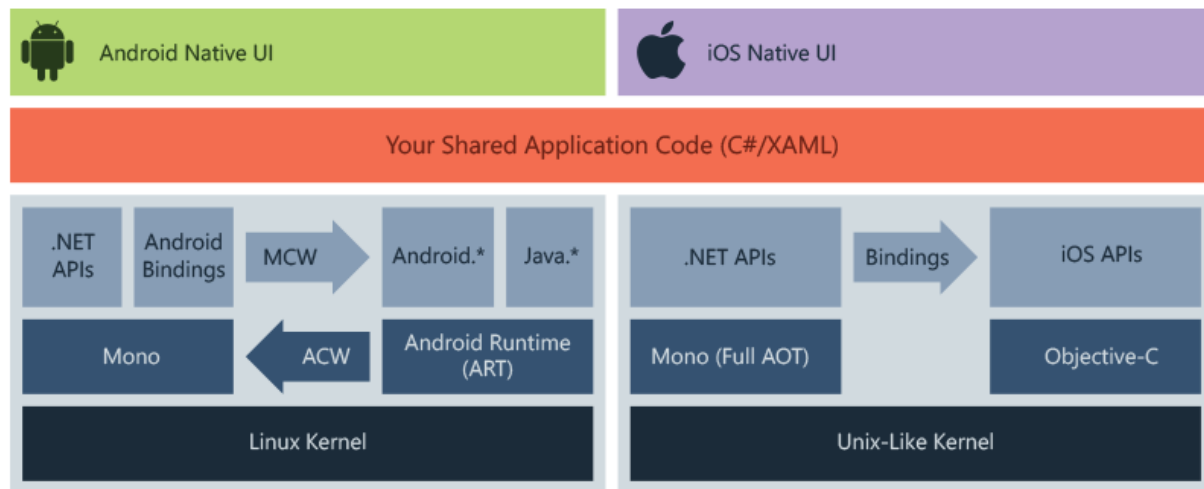 Android Native UI
iOS Native UI
Your Shared Application Code (C#/XAML)
.NET
APIs
Android
Bindings
MCW
Android.*
Java.*
Mono
ACW
Android Runtime
(ART)
Linux Kernel
.NET APIs
Bindings
iOS APIs
Mono (Full AOT)
Objective-C
Unix-Like Kernel